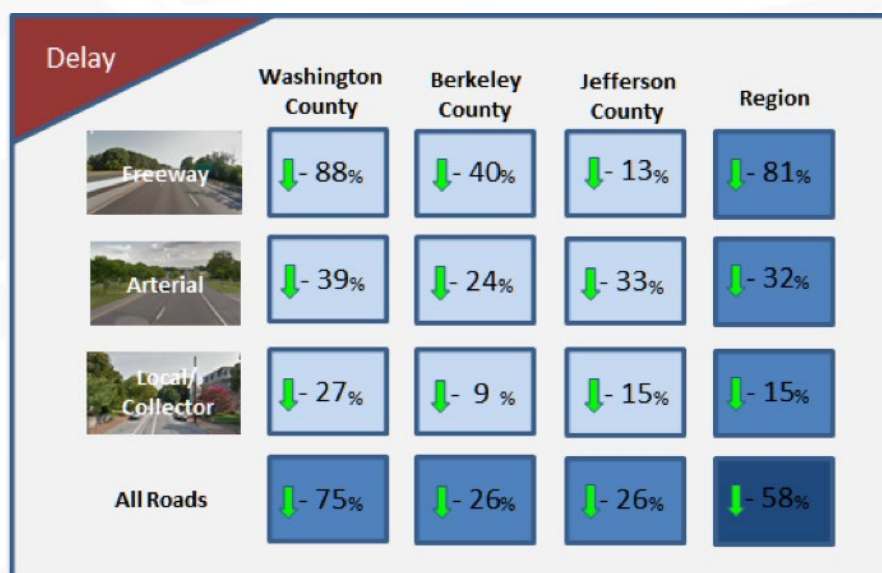 Delay
Washington
County
Berkeley
County
Jefferson
County
Region
Freeway
- 88%
- 40%
- 13%
- 81%
Arterial
- 39%
- 24%
- 33%
- 32%
Local/
Collector
- 27%
- 9 %
- 15%
- 15%
All Roads
- 75%
- 26%
- 26%
- 58%